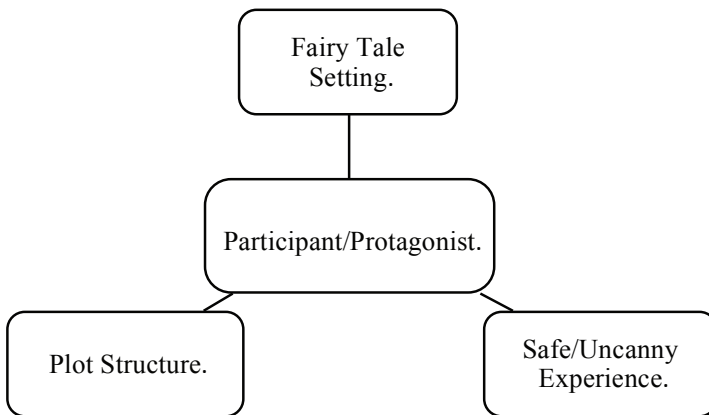 Fairy Tale
Setting.
Participant/Protagonist.
Plot Structure.
Safe/Uncanny
Experience.